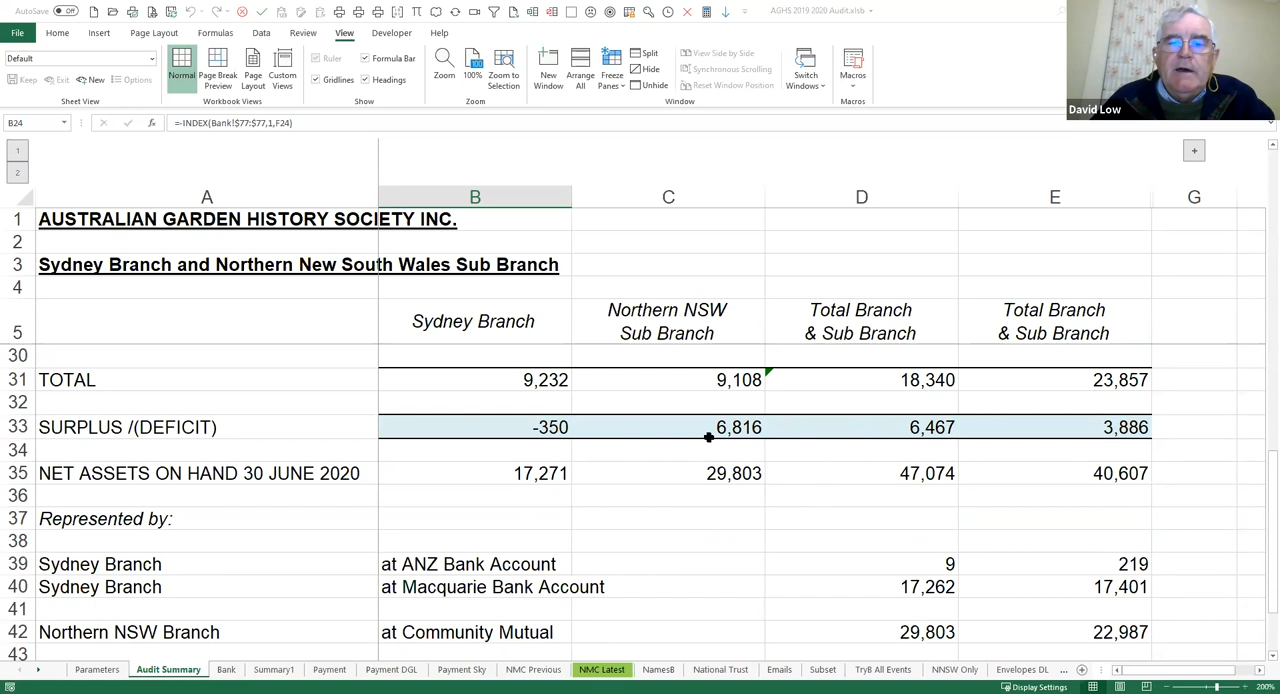 AutoSave Off AGHS 2019 2020 Audit.xlsb
File Home Insert Page Layout Formulas Data Review View Developer Help
Default
Keep Exit New Options
Sheet View
Normal Page Break Preview Page Layout Custom Views
Workbook Views
Ruler Formula Bar
Gridlines Headings
Show
Zoom 100% Zoom to Selection
Zoom
New Window Arrange All Freeze Panes
Split
Hide
Unhide
View Side by Side
Synchronous Scrolling
Reset Window Position
Switch Windows
Window
Macros
Macros
David Low
B24 fx =-INDEX(Bank!$77:$77,1,F24)
1
2
A B C D E G
1 AUSTRALIAN GARDEN HISTORY SOCIETY INC.
2
3 Sydney Branch and Northern New South Wales Sub Branch
4
5 Sydney Branch Northern NSW Sub Branch Total Branch & Sub Branch Total Branch & Sub Branch
30
31 TOTAL 9,232 9,108 18,340 23,857
32
33 SURPLUS /(DEFICIT) -350 6,816 6,467 3,886
34
35 NET ASSETS ON HAND 30 JUNE 2020 17,271 29,803 47,074 40,607
36
37 Represented by:
38
39 Sydney Branch at ANZ Bank Account 9 219
40 Sydney Branch at Macquarie Bank Account 17,262 17,401
41
42 Northern NSW Branch at Community Mutual 29,803 22,987
43
Parameters Audit Summary Bank Summary1 Payment Payment DGL Payment Sky NMC Previous NMC Latest NamesB National Trust Emails Subset TryB All Events NNSW Only Envelopes DL ...
Display Settings 200%